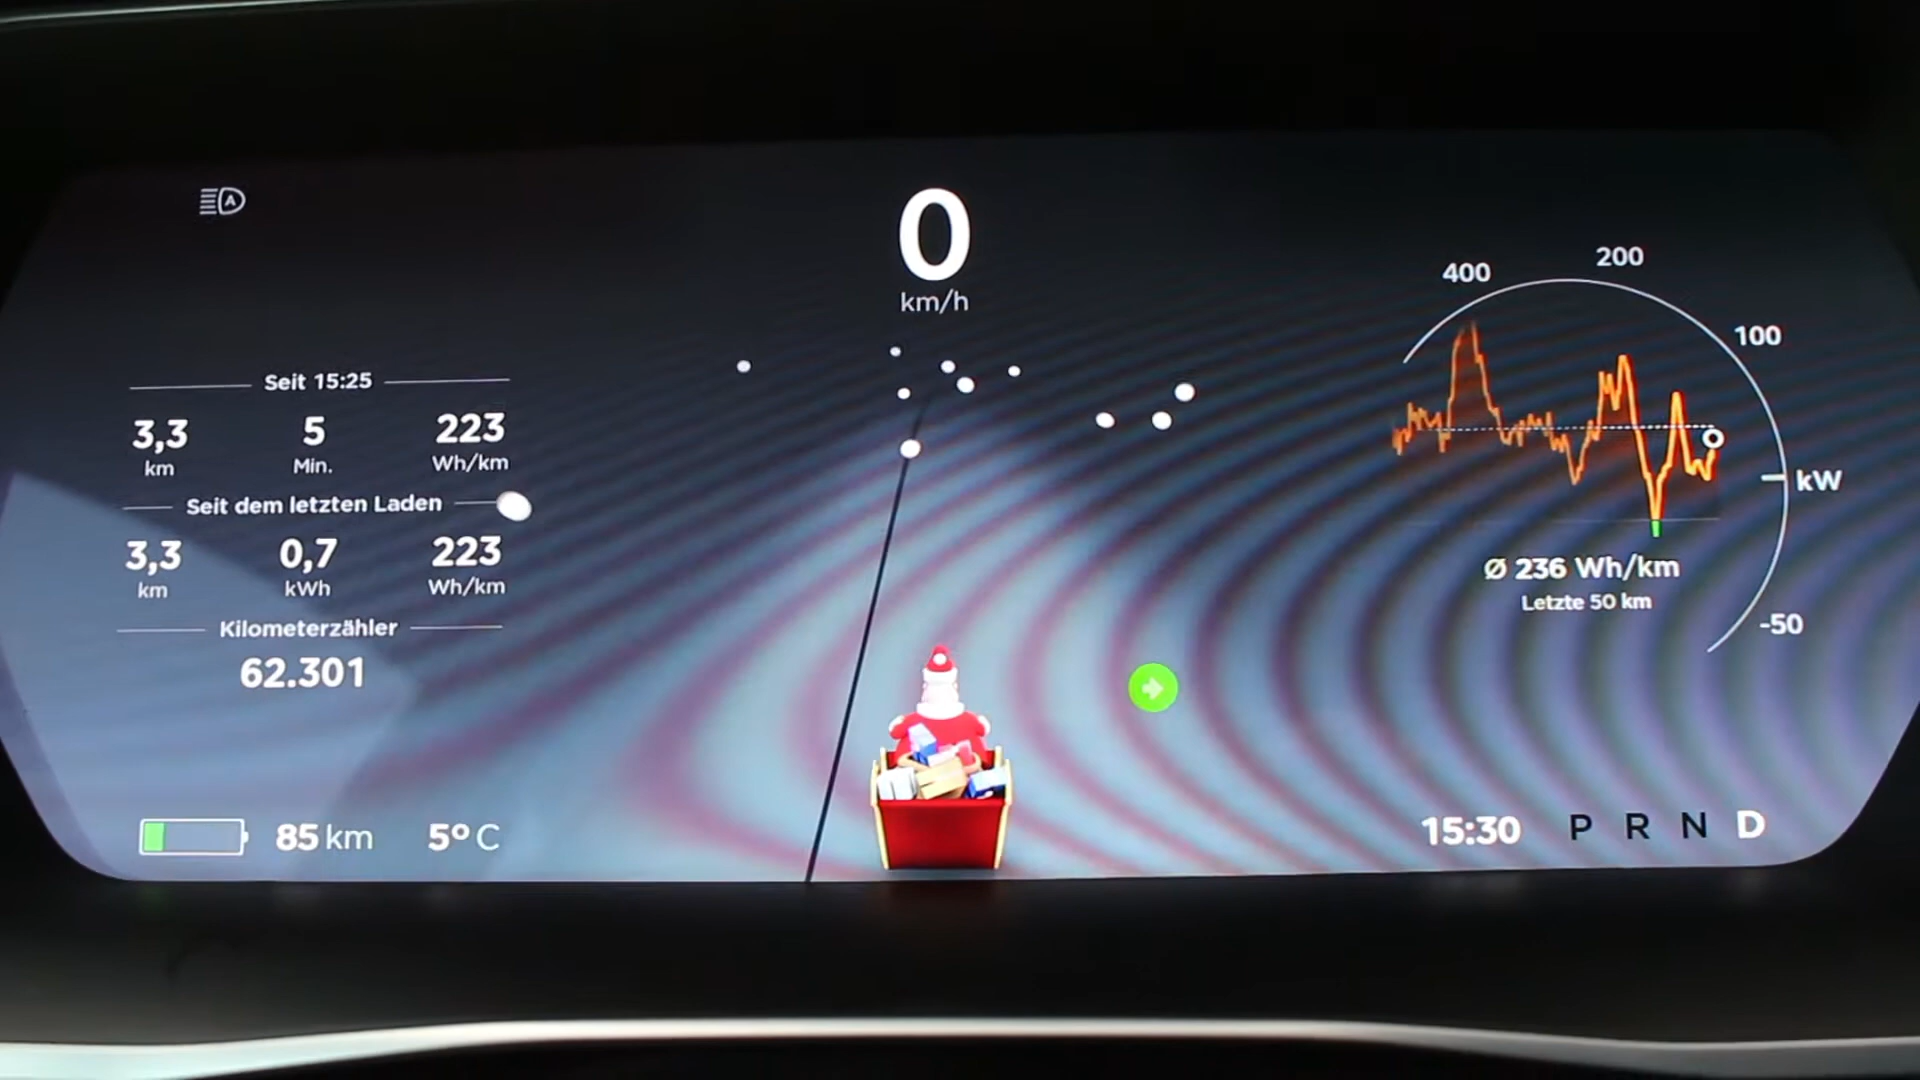 A
0
km/h
Seit 15:25
3,3 5 223
km Min. Wh/km
Seit dem letzten Laden
3,3 0,7 223
km kWh Wh/km
Kilometerzähler
62.301
85 km 5° C
400 200
100
kW
-50
Ø 236 Wh/km
Letzte 50 km
15:30 P R N D